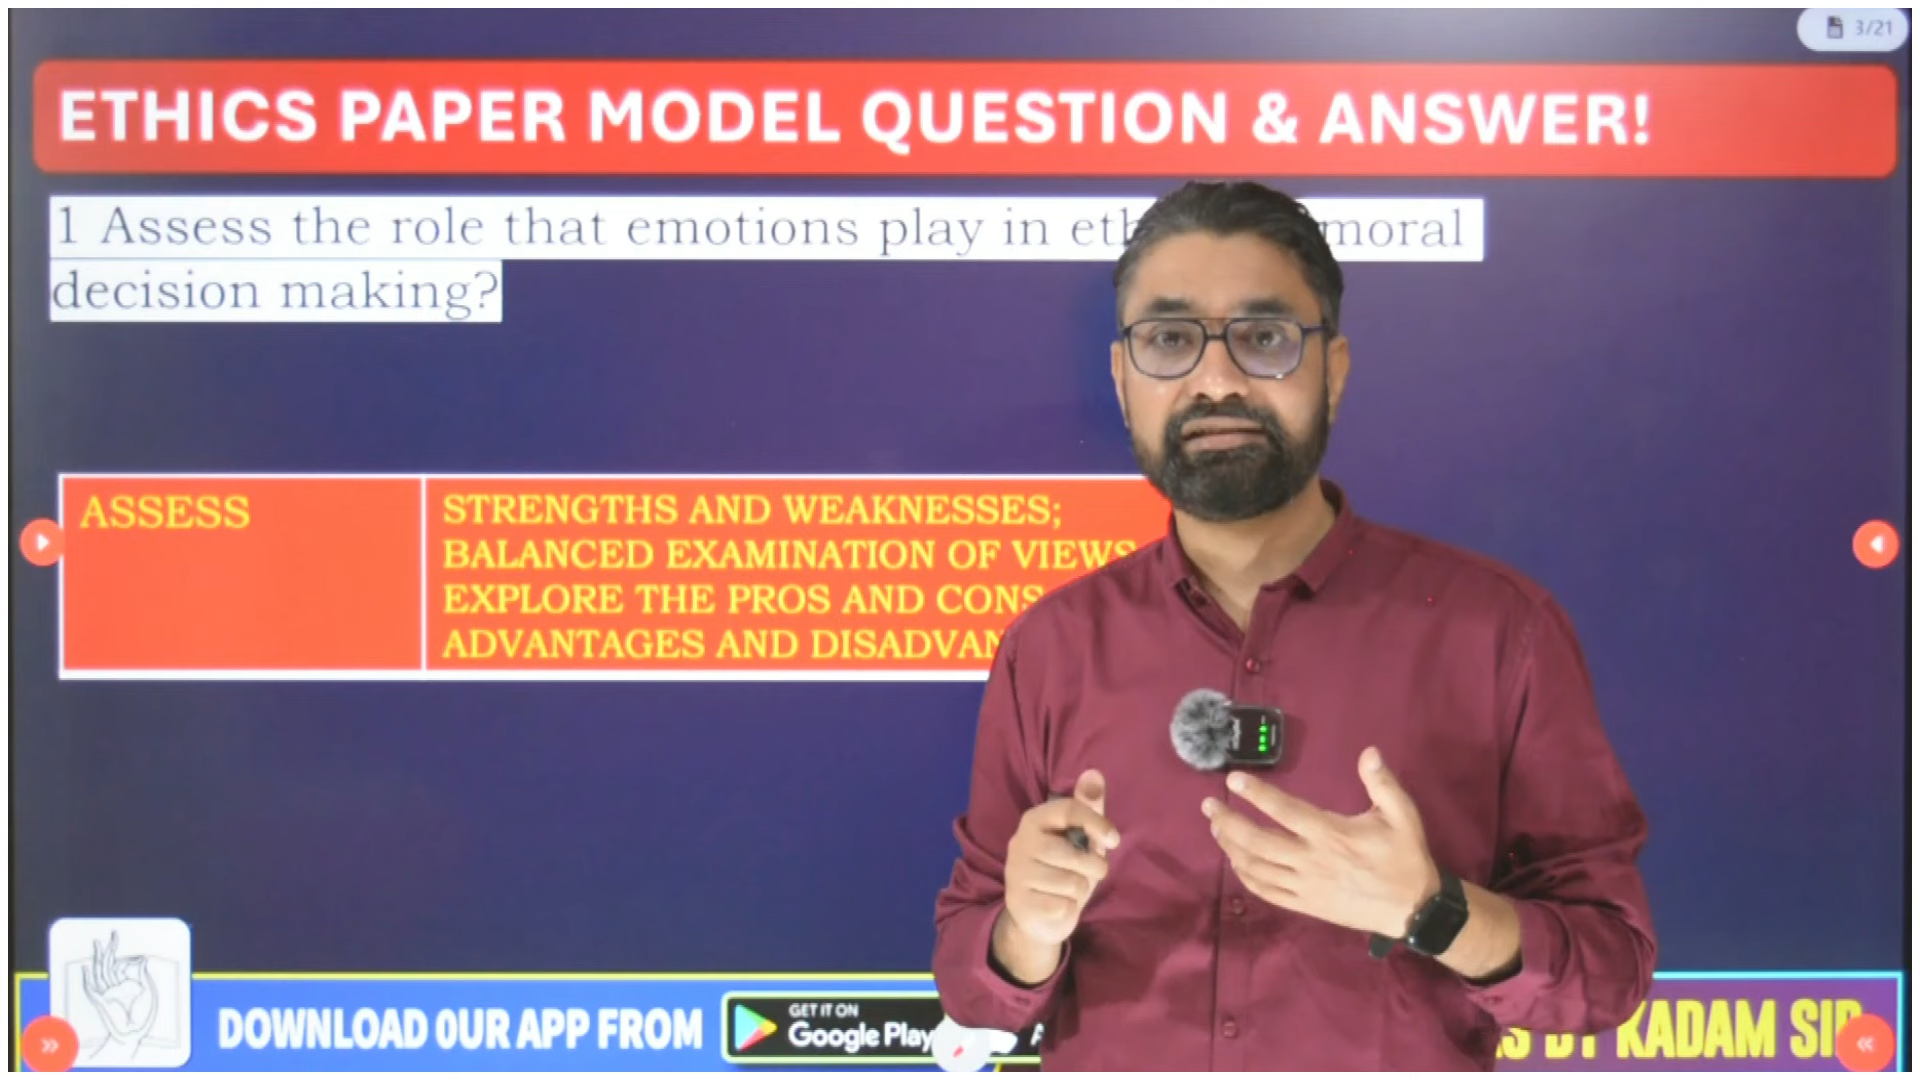 3/21
ETHICS PAPER MODEL QUESTION & ANSWER!
1 Assess the role that emotions play in moral
decision making?
ASSESS
STRENGTHS AND WEAKNESSES;
BALANCED EXAMINATION OF VIEWS
EXPLORE THE PROS AND CONS
ADVANTAGES AND
DOWNLOAD OUR APP FROM
GET IT ON
Google Play
BY KADAM SIR